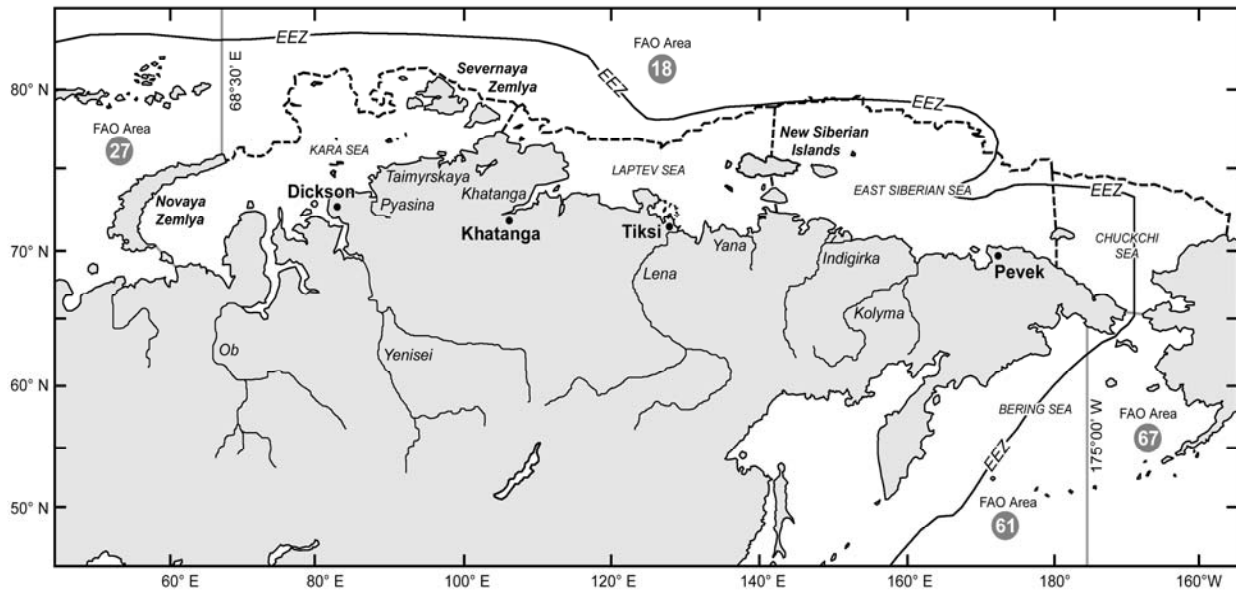 EEZ
EEZ
FAO Area
18
Severnaya
Zemlya
EEZ
EEZ
80° N
68°30' E
FAO Area
27
KARA SEA
New Siberian
Islands
LAPTEV SEA
Taimyrskaya
Khatanga
EAST SIBERIAN SEA
EEZ
Dickson
Pyasina
Novaya
Zemlya
Khatanga
Tiksi
Yana
CHUCKCHI
SEA
70° N
Indigirka
Pevek
Lena
Kolyma
Ob
Yenisei
60° N
BERING SEA
FAO Area
67
175°00' W
EEZ
50° N
FAO Area
61
60° E
80° E
100° E
120° E
140° E
160° E
180°
160°W